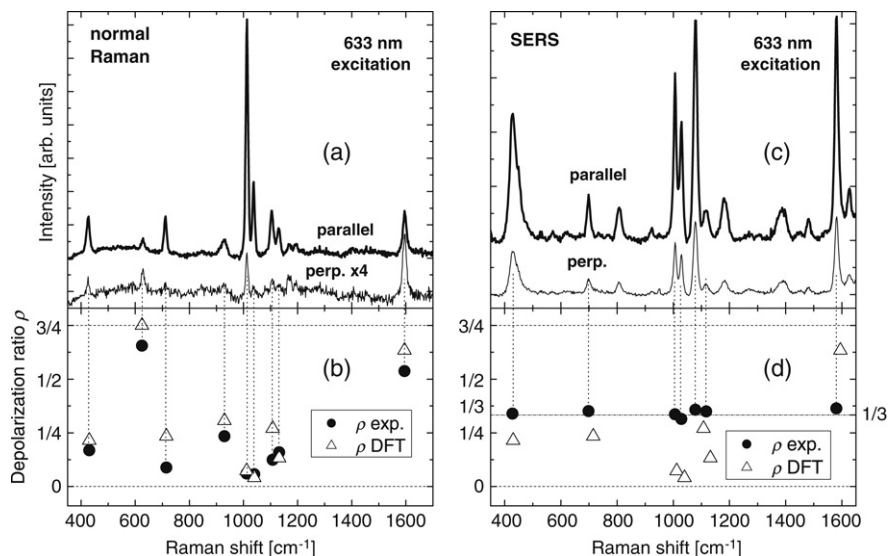 normal
Raman
633 nm
excitation
(a)
parallel
perp. x4
Intensity [arb. units]
SERS
633 nm
excitation
(c)
parallel
perp.
3/4
1/2
1/4
0
Depolarization ratio ρ
(b)
ρ exp.
ρ DFT
400 600 800 1000 1200 1400 1600
Raman shift [cm⁻¹]
3/4
1/2
1/3
1/4
0
(d)
1/3
ρ exp.
ρ DFT
400 600 800 1000 1200 1400 1600
Raman shift [cm⁻¹]